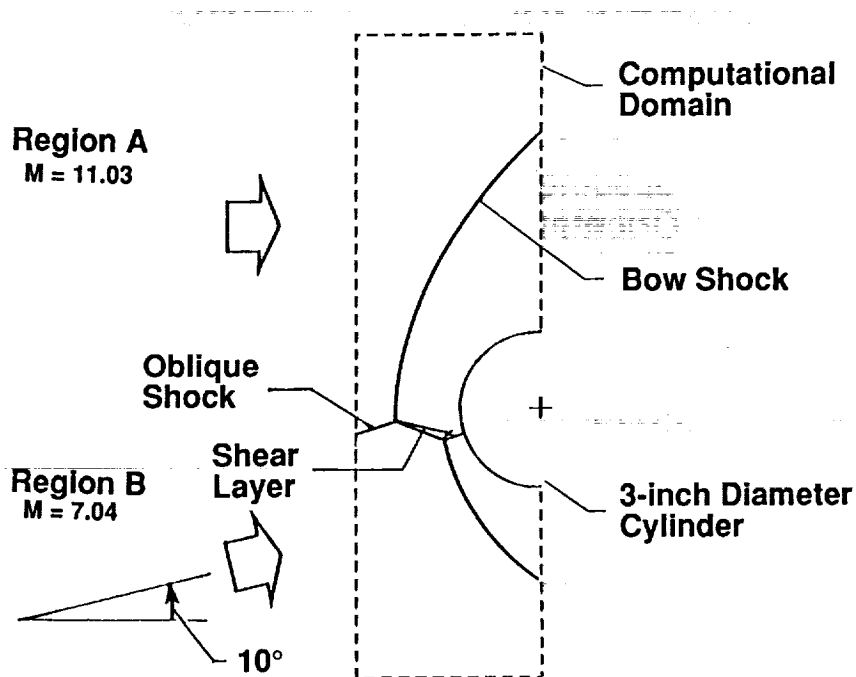 Computational
Domain
Region A
M = 11.03
Bow Shock
Oblique
Shock
Shear
Layer
Region B
M = 7.04
3-inch Diameter
Cylinder
10°